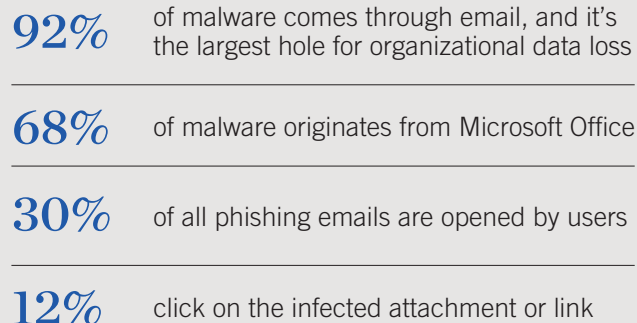 92% of malware comes through email, and it's
the largest hole for organizational data loss
68% of malware originates from Microsoft Office
30% of all phishing emails are opened by users
12% click on the infected attachment or link